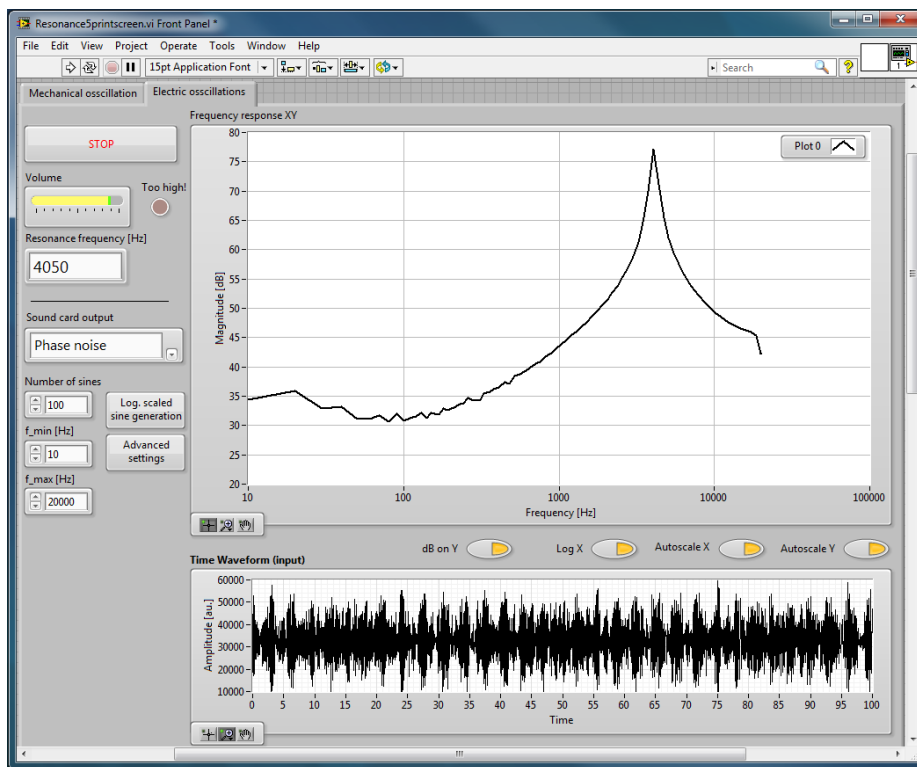 Resonance5printscreen.vi Front Panel *
File Edit View Project Operate Tools Window Help
15pt Application Font
Search
?
1
Mechanical osscillation Electric osscillations
STOP
Volume
Too high!
Resonance frequency [Hz]
4050
Sound card output
Phase noise
Number of sines
100
Log. scaled
sine generation
f_min [Hz]
10
Advanced
settings
f_max [Hz]
20000
Frequency response XY
Plot 0
Magnitude [dB]
80
75
70
65
60
55
50
45
40
35
30
25
20
10 100 1000 10000 100000
Frequency [Hz]
dB on Y Log X Autoscale X Autoscale Y
Time Waveform (input)
Amplitude [au.]
60000
50000
40000
30000
20000
10000
0 5 10 15 20 25 30 35 40 45 50 55 60 65 70 75 80 85 90 95 100
Time